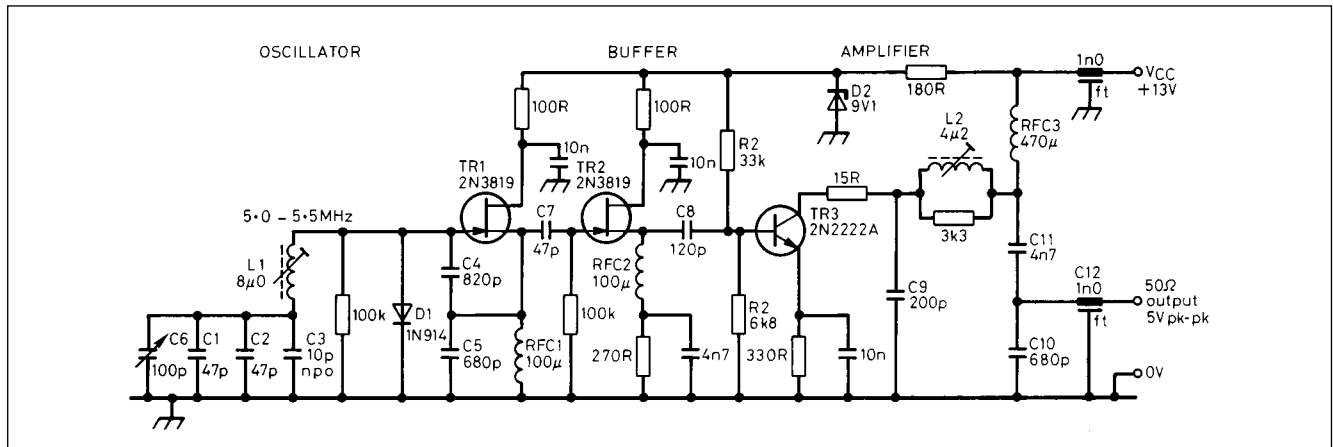 OSCILLATOR
BUFFER
AMPLIFIER
1n0
VCC
+13V
ft
180R
D2
9V1
100R
100R
10n
10n
R2
33k
L2
4µ2
RFC3
470µ
TR1
2N3819
TR2
2N3819
15R
3k3
5·0 – 5·5MHz
C7
47p
C8
120p
TR3
2N2222A
L1
8µ0
C4
820p
RFC2
100µ
C11
4n7
C12
1n0
50Ω
output
5V pk-pk
ft
C9
200p
100k
D1
1N914
100k
R2
6k8
C6
100p
C1
47p
C2
47p
C3
10p
npo
C5
680p
RFC1
100µ
270R
4n7
330R
10n
C10
680p
0V